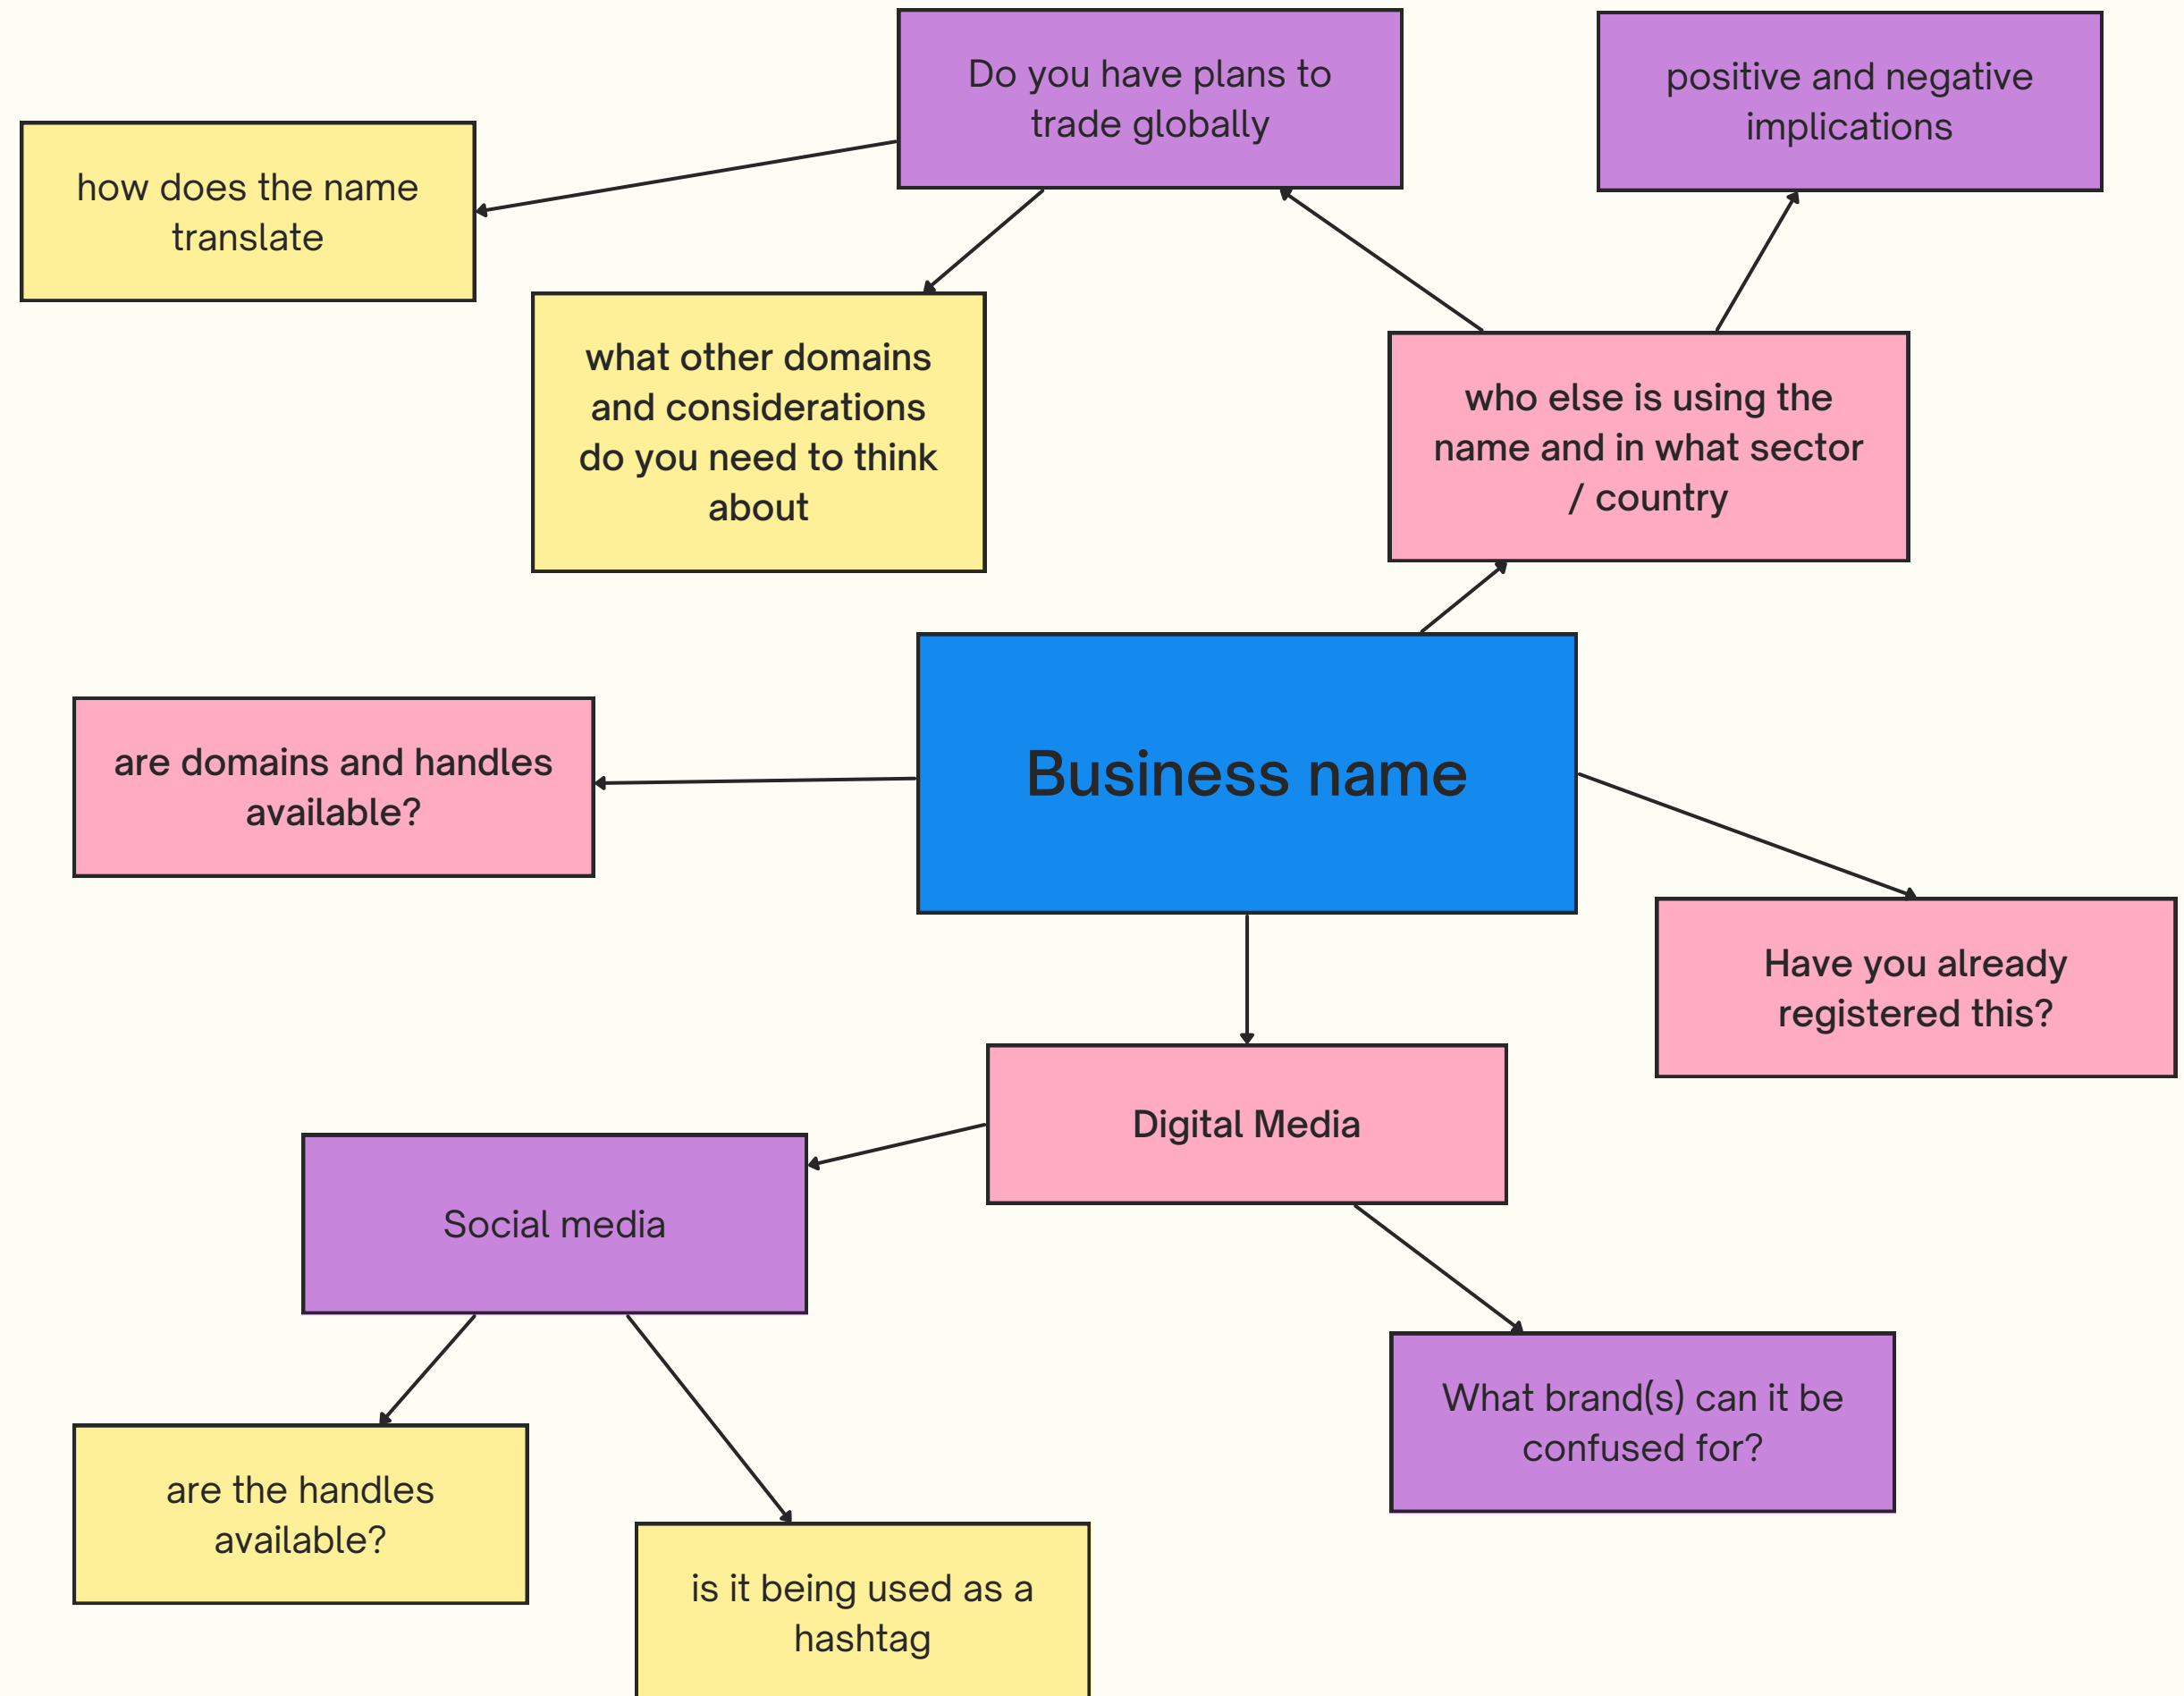 Do you have plans to
trade globally
positive and negative
implications
how does the name
translate
what other domains
and considerations
do you need to think
about
who else is using the
name and in what sector
/ country
Business name
are domains and handles
available?
Have you already
registered this?
Digital Media
Social media
What brand(s) can it be
confused for?
are the handles
available?
is it being used as a
hashtag